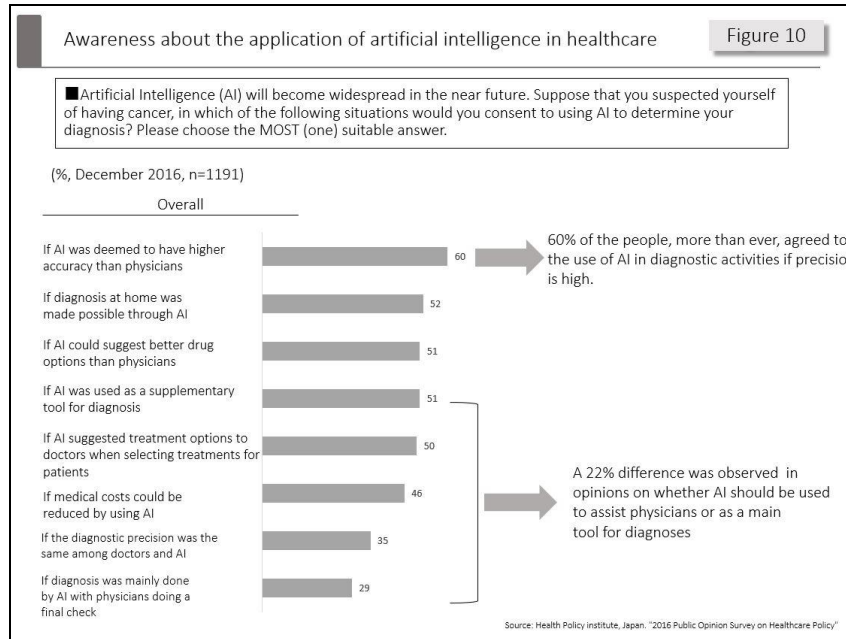 Awareness about the application of artificial intelligence in healthcare
Figure 10
■Artificial Intelligence (AI) will become widespread in the near future. Suppose that you suspected yourself
of having cancer, in which of the following situations would you consent to using AI to determine your
diagnosis? Please choose the MOST (one) suitable answer.
(%, December 2016, n=1191)
Overall
If AI was deemed to have higher
accuracy than physicians
60
60% of the people, more than ever, agreed to
the use of AI in diagnostic activities if precisio
is high.
If diagnosis at home was
made possible through AI
52
If AI could suggest better drug
options than physicians
51
If AI was used as a supplementary
tool for diagnosis
51
If AI suggested treatment options to
doctors when selecting treatments for
patients
50
If medical costs could be
reduced by using AI
46
A 22% difference was observed in
opinions on whether AI should be used
to assist physicians or as a main
tool for diagnoses
If the diagnostic precision was the
same among doctors and AI
35
If diagnosis was mainly done
by AI with physicians doing a
final check
29
Source: Health Policy institute, Japan. "2016 Public Opinion Survey on Healthcare Policy"